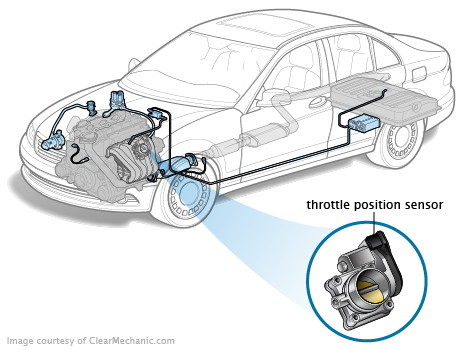 throttle position sensor
Image courtesy of ClearMechanic.com